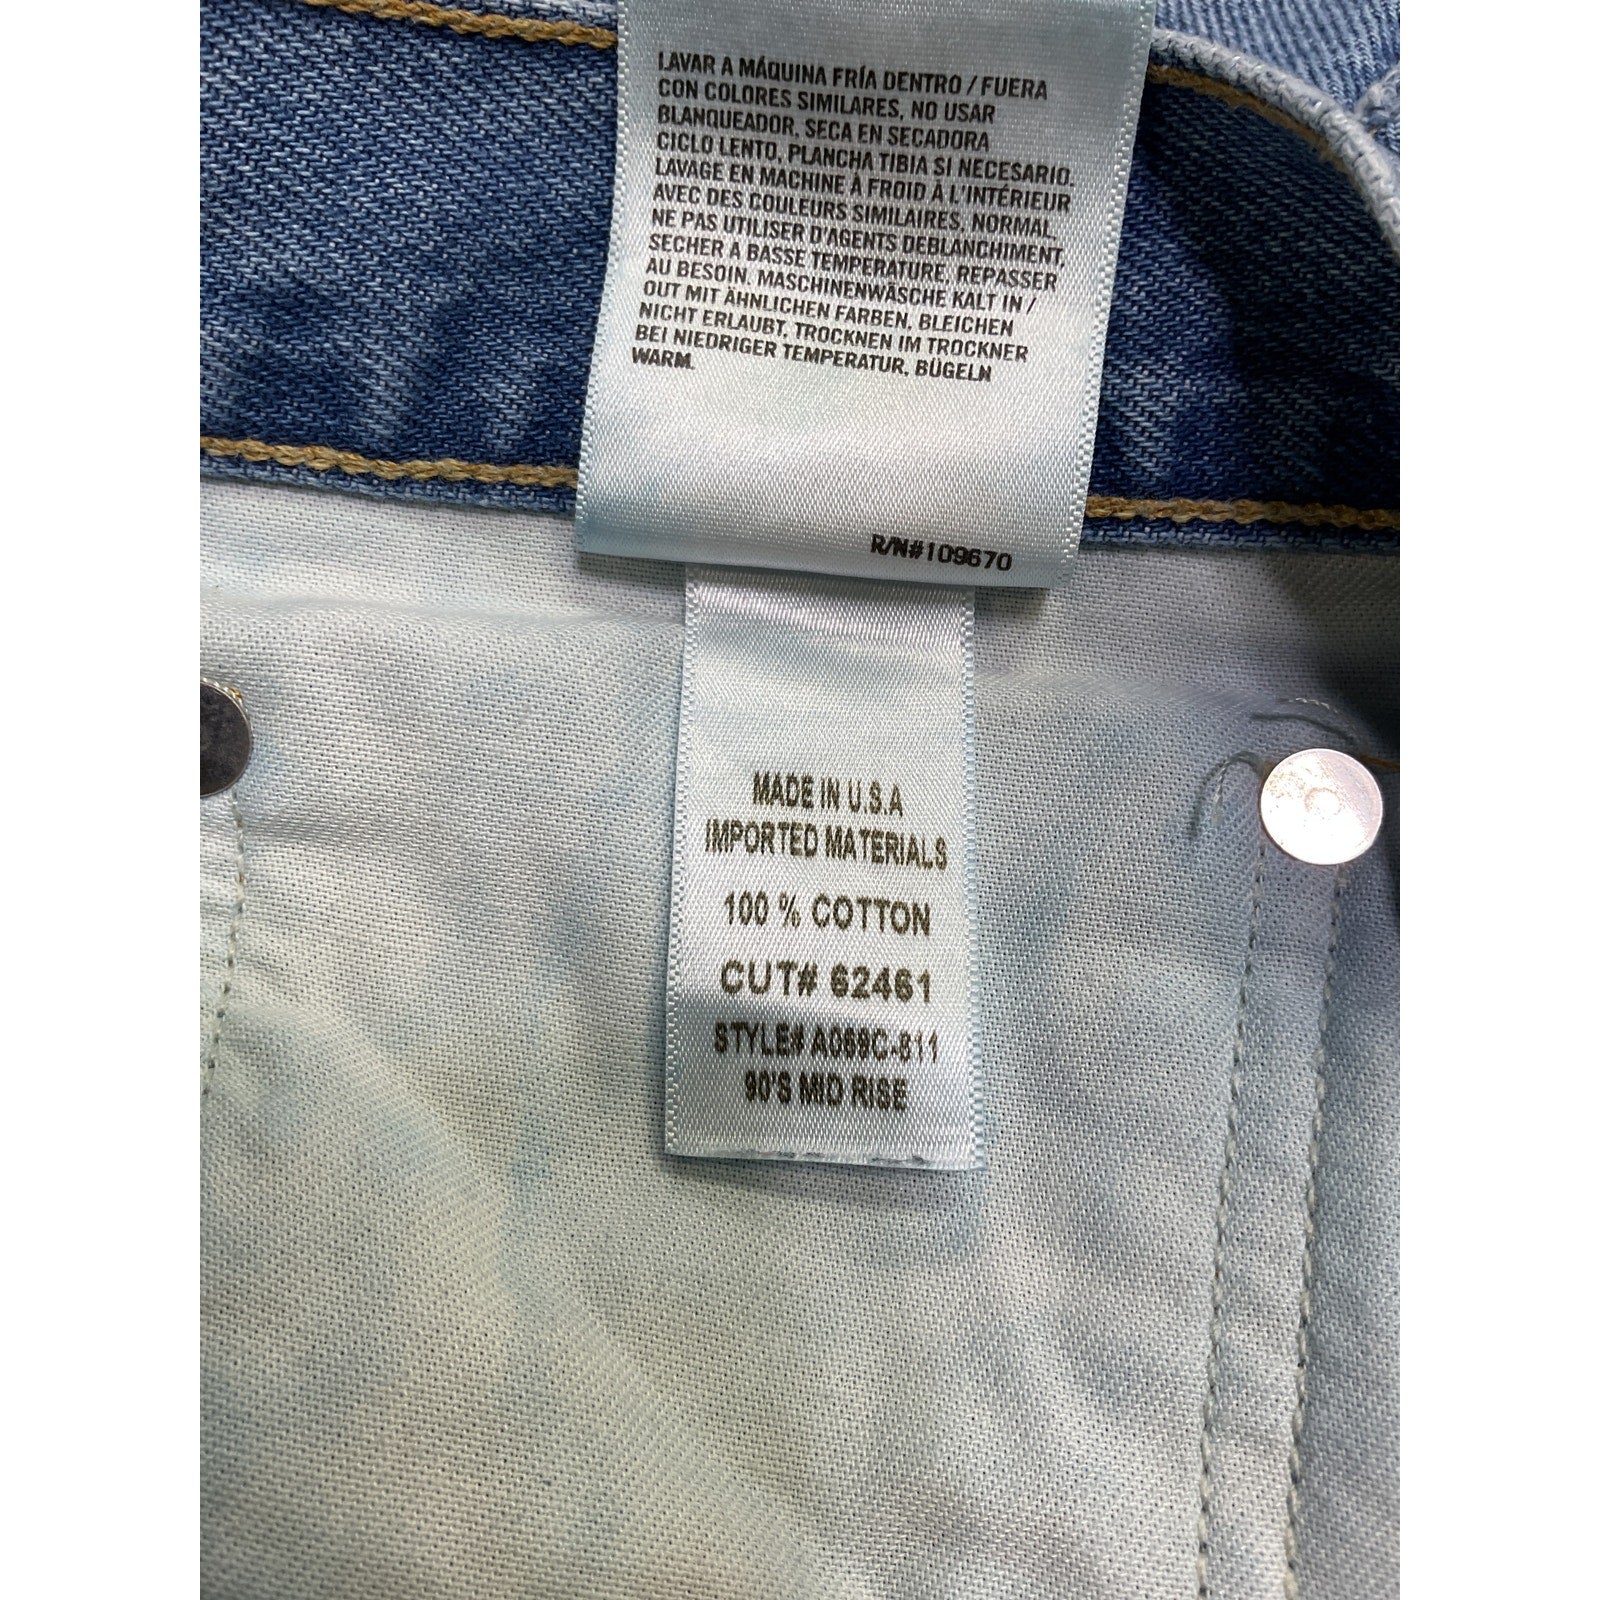 LAVAR A MÁQUINA FRÍA DENTRO / FUERA
CON COLORES SIMILARES, NO USAR
BLANQUEADOR, SECA EN SECADORA
CICLO LENTO, PLANCHA TIBIA SI NECESARIO.
LAVAGE EN MACHINE À FROID À L'INTÉRIEUR
AVEC DES COULEURS SIMILAIRES, NORMAL,
NE PAS UTILISER D'AGENTS DEBLANCHIMENT,
SECHER A BASSE TEMPERATURE, REPASSER
AU BESOIN. MASCHINENWÄSCHE KALT IN /
OUT MIT ÄHNLICHEN FARBEN, BLEICHEN
NICHT ERLAUBT, TROCKNEN IM TROCKNER
BEI NIEDRIGER TEMPERATUR, BÜGELN
WARM.
R/N#109670
MADE IN U.S.A
IMPORTED MATERIALS
100 % COTTON
CUT# 62461
STYLE# A069C-811
90'S MID RISE